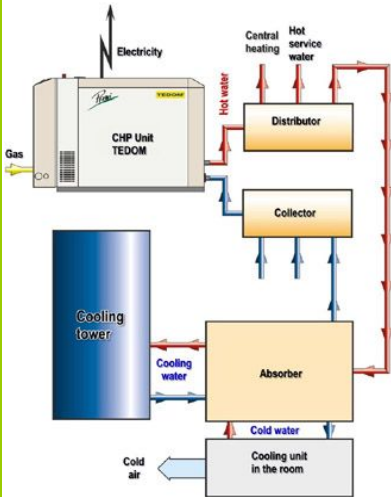 Electricity
Central
heating
Hot
service
water
Hot water
Premi
TEDOM
CHP Unit
TEDOM
Gas
Distributor
Collector
Cooling
tower
Cooling
water
Absorber
Cold water
Cold
air
Cooling unit
in the room